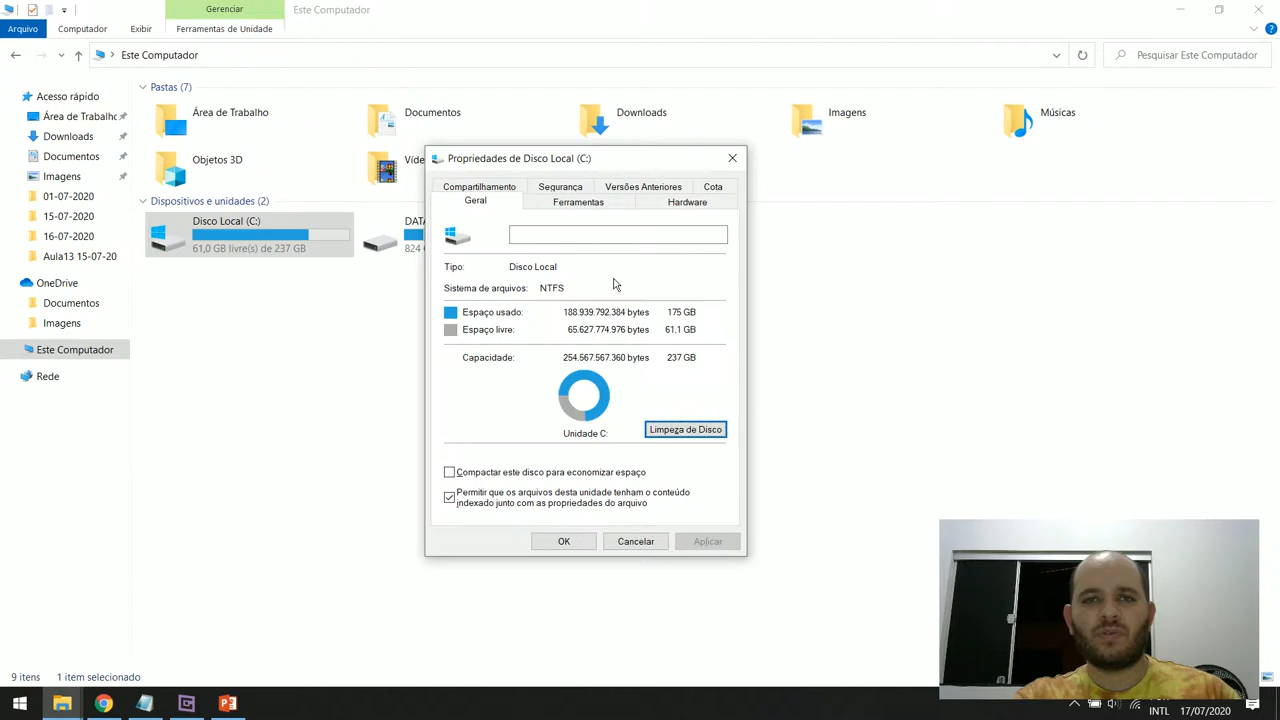 Gerenciar
Este Computador
Arquivo
Computador
Exibir
Ferramentas de Unidade
Este Computador
Pesquisar Este Computador
Acesso rápido
Área de Trabalho
Downloads
Documentos
Imagens
01-07-2020
15-07-2020
16-07-2020
Aula13 15-07-20
OneDrive
Documentos
Imagens
Este Computador
Rede
Pastas (7)
Área de Trabalho
Documentos
Downloads
Imagens
Músicas
Objetos 3D
Víde
Dispositivos e unidades (2)
Disco Local (C:)
61,0 GB livre(s) de 237 GB
DATA
824
Propriedades de Disco Local (C:)
Compartilhamento
Segurança
Versões Anteriores
Cota
Geral
Ferramentas
Hardware
Tipo: Disco Local
Sistema de arquivos: NTFS
Espaço usado: 188.939.792.384 bytes 175 GB
Espaço livre: 65.627.774.976 bytes 61,1 GB
Capacidade: 254.567.567.360 bytes 237 GB
Unidade C:
Limpeza de Disco
Compactar este disco para economizar espaço
Permitir que os arquivos desta unidade tenham o conteúdo
indexado junto com as propriedades do arquivo
OK
Cancelar
Aplicar
9 itens
1 item selecionado
INTL
17/07/2020